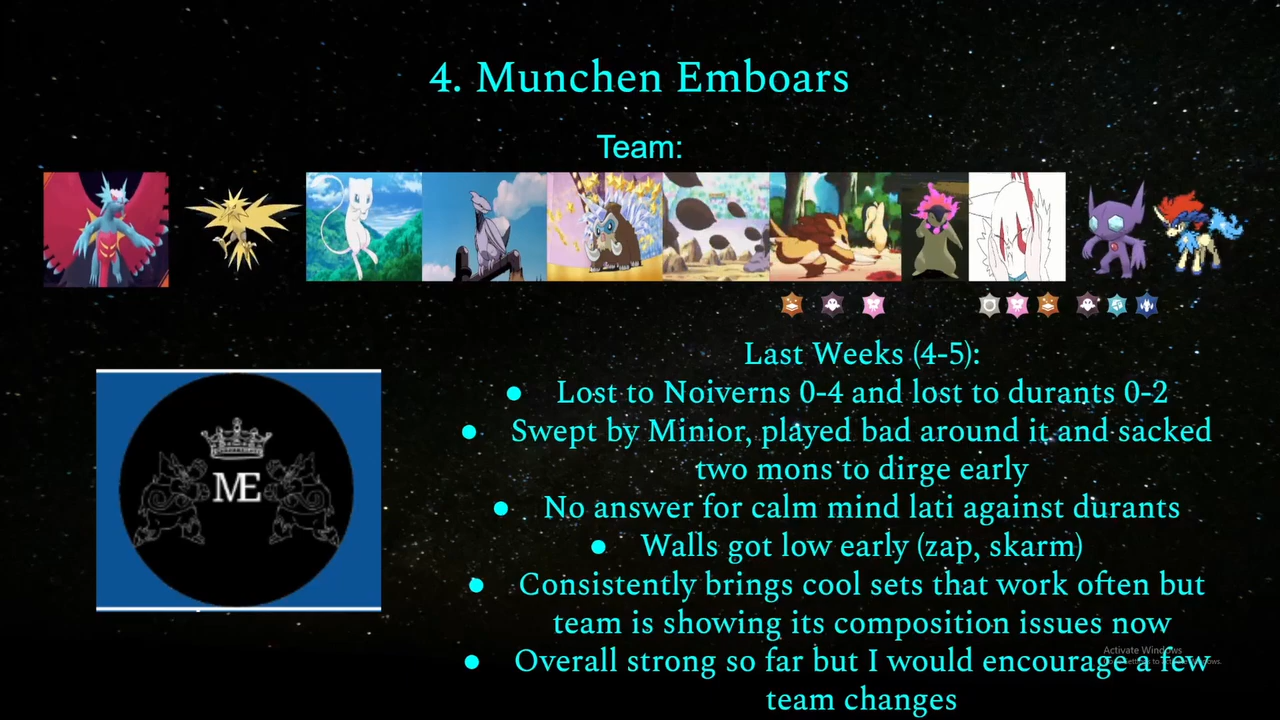 4. Munchen Emboars
Team:
Last Weeks (4-5):
● Lost to Noiverns 0-4 and lost to durants 0-2
● Swept by Minior, played bad around it and sacked
two mons to dirge early
● No answer for calm mind lati against durants
● Walls got low early (zap, skarm)
● Consistently brings cool sets that work often but
team is showing its composition issues now
● Overall strong so far but I would encourage a few
team changes
ME
Activate Windows